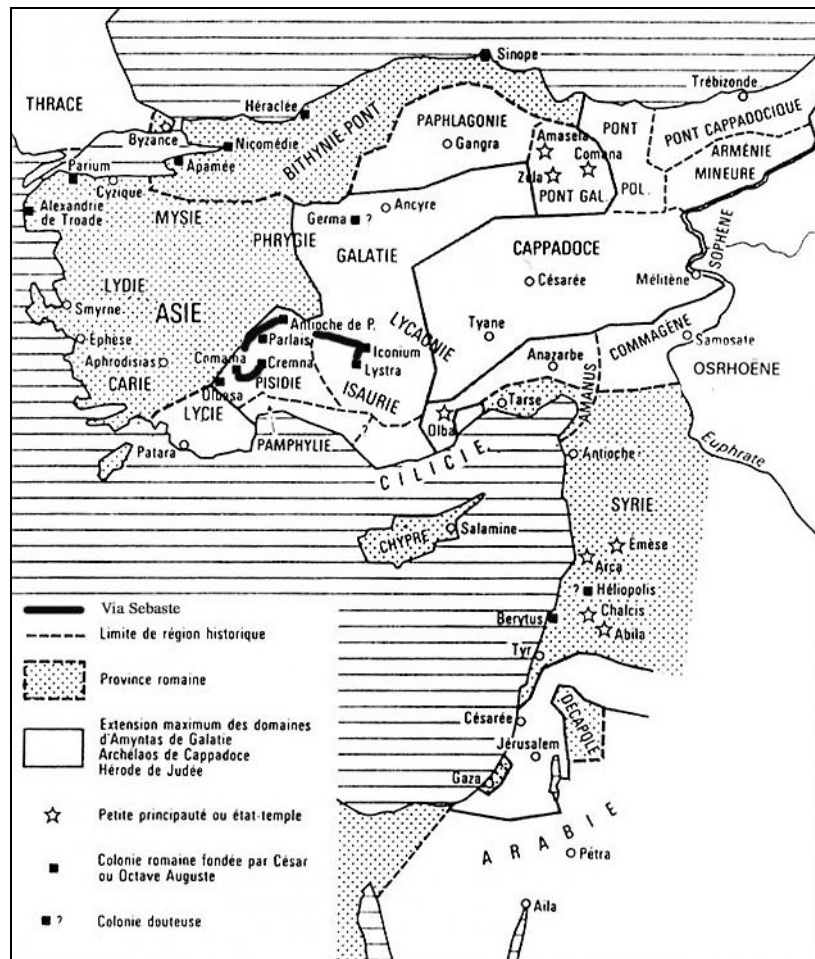 Sinope
Trébizonde
THRACE
Héraclée
PAPHLAGONIE
PONT
PONT CAPPADOCIQUE
Byzance
Nicomédie
BITHYNIE-PONT
Gangra
Amaseia
Comana
ARMÉNIE
MINEURE
Parium
Apamée
Zéla
PONT GAL.
POL.
Cyzique
Alexandrie
de Troade
MYSIE
Germa
?
Ancyre
PHRYGIE
GALATIE
CAPPADOCE
SOPHÈNE
LYDIE
ASIE
Césarée
Mélitène
Smyrne
Antioche de P.
LYCAONIE
Tyane
COMMAGÈNE
Éphèse
Parlais
Iconium
Samosate
Aphrodisias
Comama
Cremna
Lystra
Anazarbe
OSRHOËNE
CARIE
PISIDIE
ISAURIE
AMANUS
Olbasa
Tarse
LYCIE
Olba
?
Patara
PAMPHYLIE
CILICIE
Antioche
Euphrate
SYRIE
CHYPRE
Salamine
Émèse
Arca
? Héliopolis
Berytus
Chalcis
Abila
Tyr
Césarée
DÉCAPOLE
Jérusalem
Gaza
ARABIE
Pétra
Aila
Via Sebaste
Limite de région historique
Province romaine
Extension maximum des domaines
d'Amyntas de Galatie
Archélaos de Cappadoce
Hérode de Judée
Petite principauté ou état-temple
Colonie romaine fondée par César
ou Octave Auguste
? Colonie douteuse